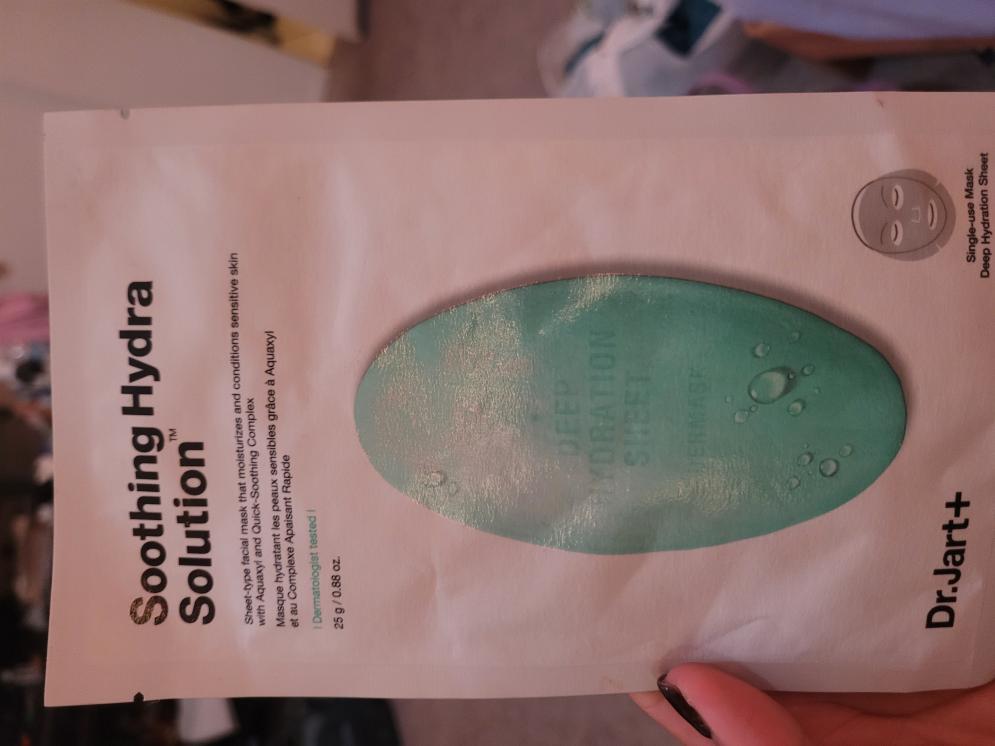 Soothing Hydra
Solution™
Sheet-type facial mask that moisturizes and conditions sensitive skin
with Aquaxyl and Quick-Soothing Complex
Masque hydratant les peaux sensibles grâce à Aquaxyl
et au Complexe Apaisant Rapide
| Dermatologist tested |
25 g / 0.88 oz.
DEEP
HYDRATION
SHEET
Dr.Jart+
Single-use Mask
Deep Hydration Sheet